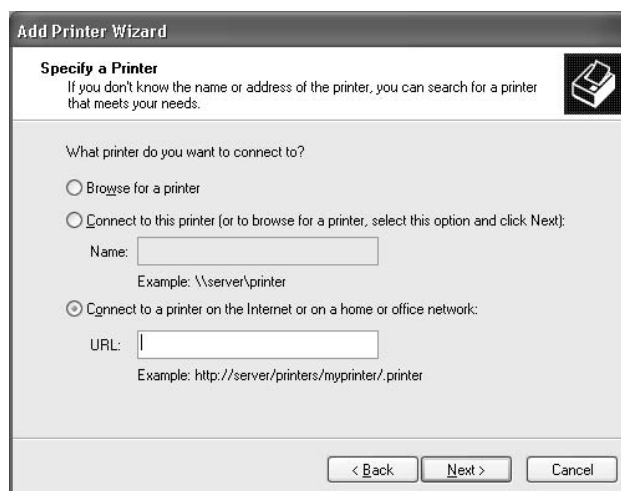 Add Printer Wizard
Specify a Printer
If you don't know the name or address of the printer, you can search for a printer
that meets your needs.
What printer do you want to connect to?
Browse for a printer
Connect to this printer (or to browse for a printer, select this option and click Next):
Name:
Example: \\server\printer
Connect to a printer on the Internet or on a home or office network:
URL:
Example: http://server/printers/myprinter/.printer
< Back Next > Cancel